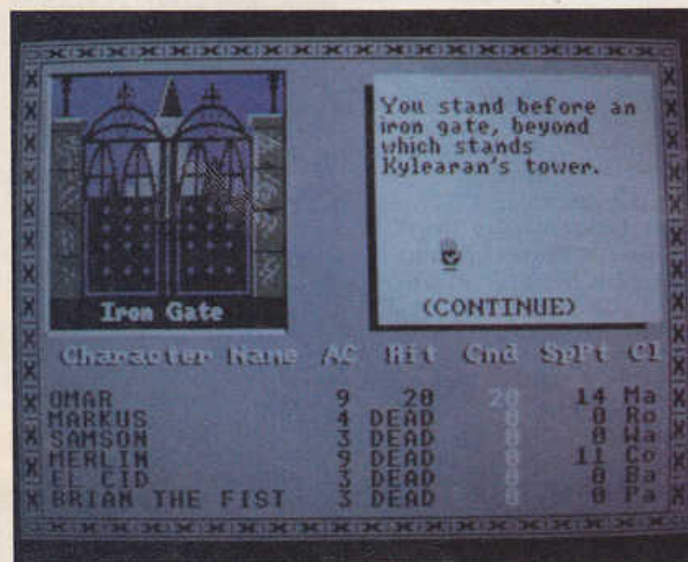 You stand before an
iron gate, beyond
which stands
Kylearan's tower.
(CONTINUE)
Iron Gate
Character Name AC Hit Cnd SpPt Cl
OMAR 9 20 20 14 Ma
MARKUS 4 DEAD 0 0 Ro
SAMSON 3 DEAD 0 0 Wa
MERLIN 9 DEAD 0 11 Co
EL CID 3 DEAD 0 0 Ba
BRIAN THE FIST 3 DEAD 0 0 Pa